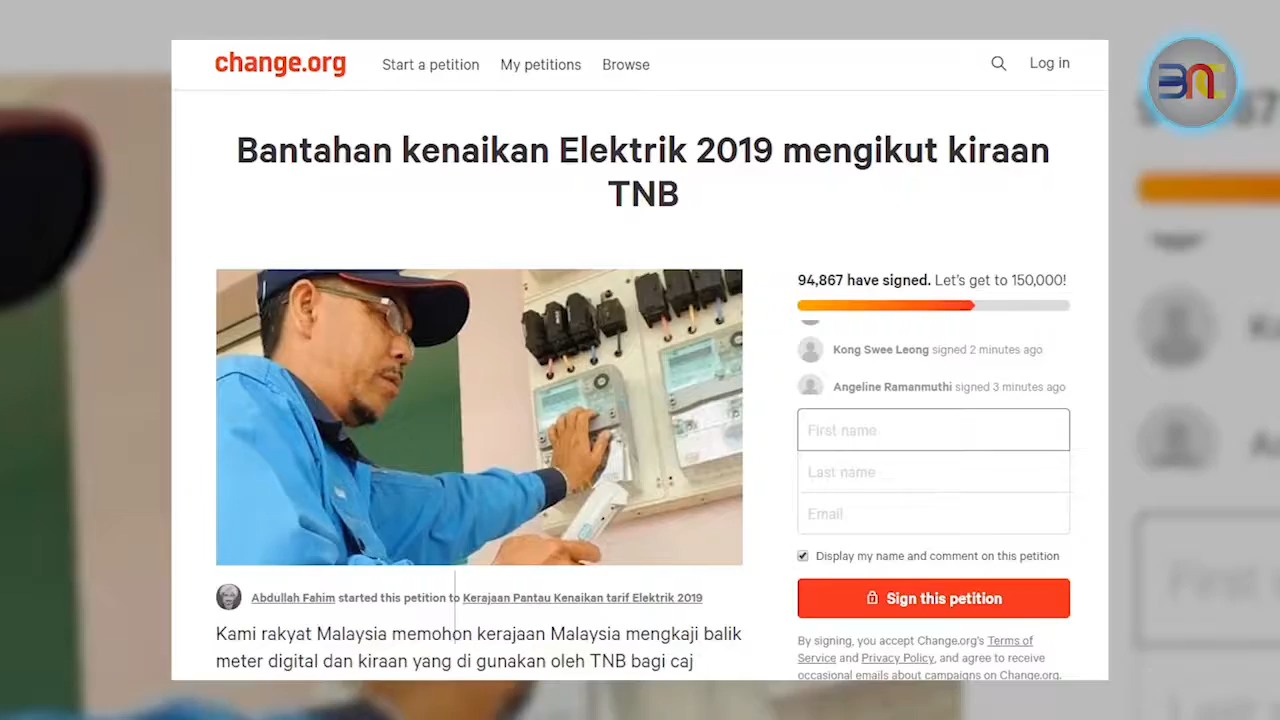 change.org
Start a petition
My petitions
Browse
Log in
Bantahan kenaikan Elektrik 2019 mengikut kiraan
TNB
94,867 have signed. Let's get to 150,000!
Kong Swee Leong signed 2 minutes ago
Angeline Ramanmuthi signed 3 minutes ago
First name
Last name
Email
Display my name and comment on this petition
Sign this petition
By signing, you accept Change.org's Terms of
Service and Privacy Policy, and agree to receive
occasional emails about campaigns on Change.org.
Abdullah Fahim started this petition to Kerajaan Pantau Kenaikan tarif Elektrik 2019
Kami rakyat Malaysia memohon kerajaan Malaysia mengkaji balik
meter digital dan kiraan yang di gunakan oleh TNB bagi caj